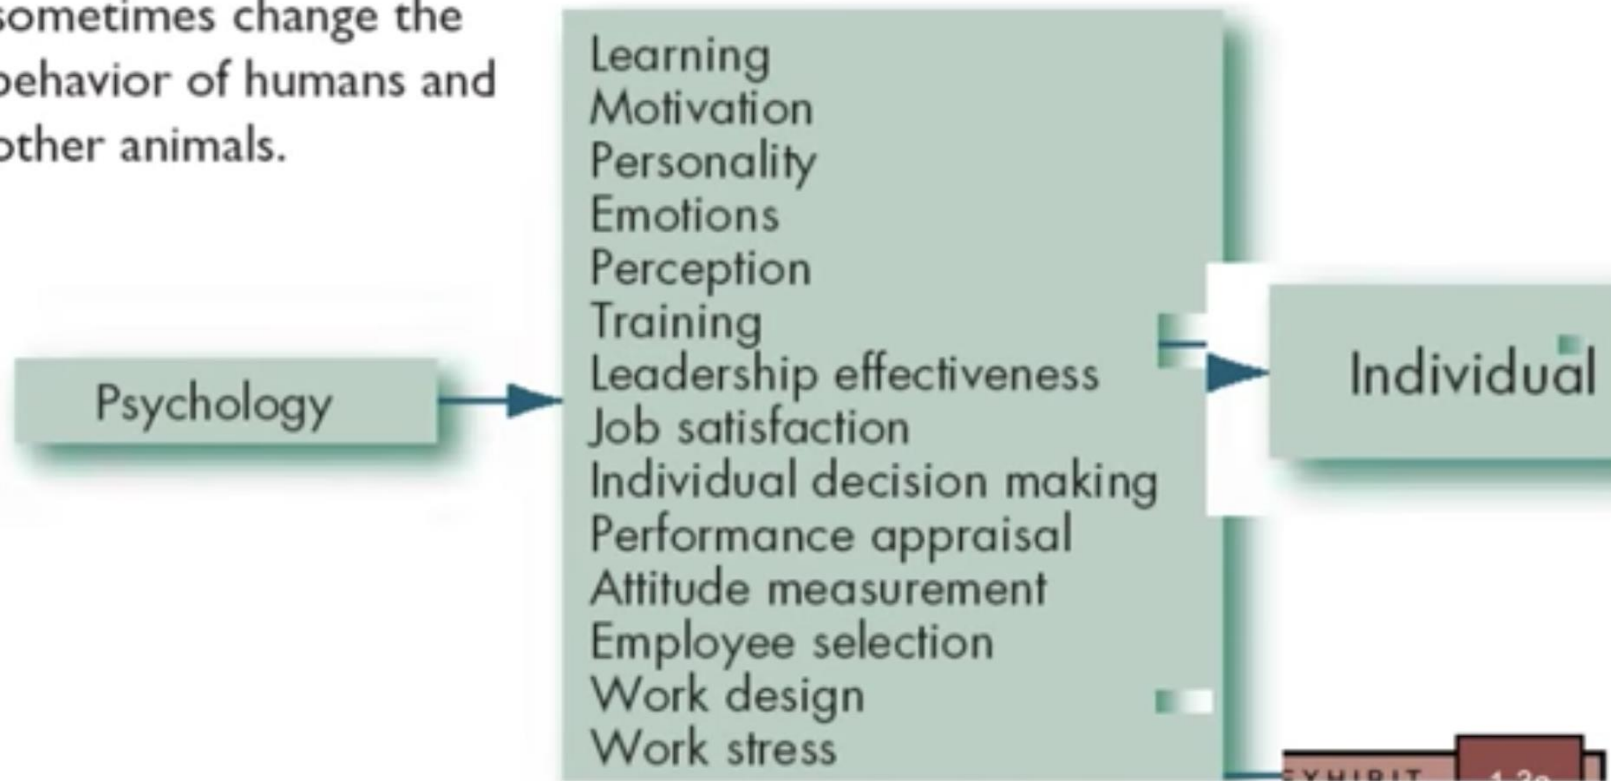 sometimes change the
behavior of humans and
other animals.
Psychology
Learning
Motivation
Personality
Emotions
Perception
Training
Leadership effectiveness
Job satisfaction
Individual decision making
Performance appraisal
Attitude measurement
Employee selection
Work design
Work stress
Individual
EXHIBIT